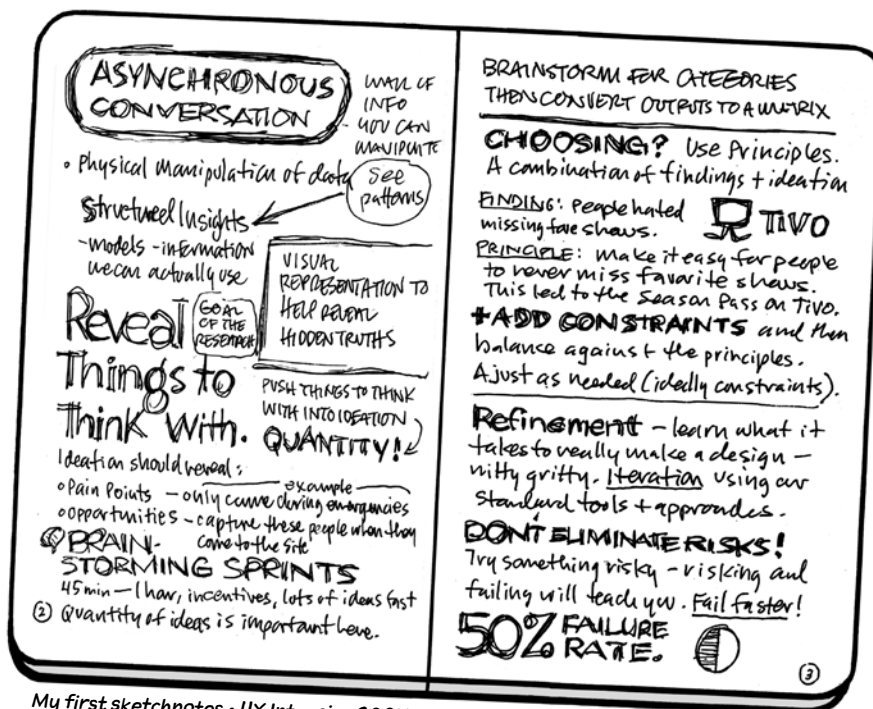 ASYNCHRONOUS
CONVERSATION
WALL OF
INFO
YOU CAN
MANIPULATE
• Physical Manipulation of data
See
patterns
Structured Insights
-models -information
we can actually use
VISUAL
REPRESENTATION TO
HELP REVEAL
HIDDEN TRUTHS
GOAL
OF THE
RESEARCH
Reveal
Things to
Think With.
PUSH THINGS TO THINK
WITH INTO IDEATION
QUANTITY!
Ideation should reveal:
example
• Pain Points – only came during emergencies
• opportunities – capture these people when they
come to the site
BRAIN-
STORMING SPRINTS
45 min – 1 hour, incentives, lots of ideas fast
Quantity of ideas is important here.
2
BRAINSTORM FOR CATEGORIES
THEN CONVERT OUTPUTS TO A MATRIX
CHOOSING? Use Principles.
A combination of findings + ideation
FINDING: people hated
missing fave shows.
TiVO
PRINCIPLE: make it easy for people
to never miss favorite shows.
This led to the Season Pass on Tivo.
+ADD CONSTRAINTS and then
balance against the principles.
Ajust as needed (ideally constraints).
Refinement – learn what it
takes to really make a design –
nitty gritty. Iteration using our
standard tools + approaches.
DONT ELIMINATE RISKS!
Try something risky – risking and
failing will teach you. Fail faster!
50% FAILURE
RATE.
3
My first sketchnotes • UX